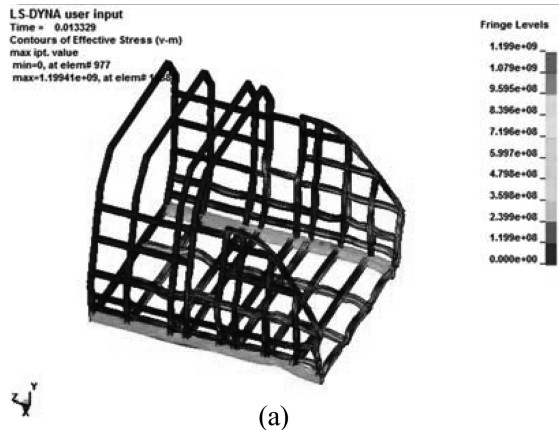 LS-DYNA user input
Time = 0.013329
Contours of Effective Stress (v-m)
max ipt. value
min=0, at elem# 977
max=1.19941e+09, at elem#
Fringe Levels
1.199e+09
1.079e+09
9.595e+08
8.396e+08
7.196e+08
5.997e+08
4.798e+08
3.598e+08
2.399e+08
1.199e+08
0.000e+00
Y
Z
X
(a)